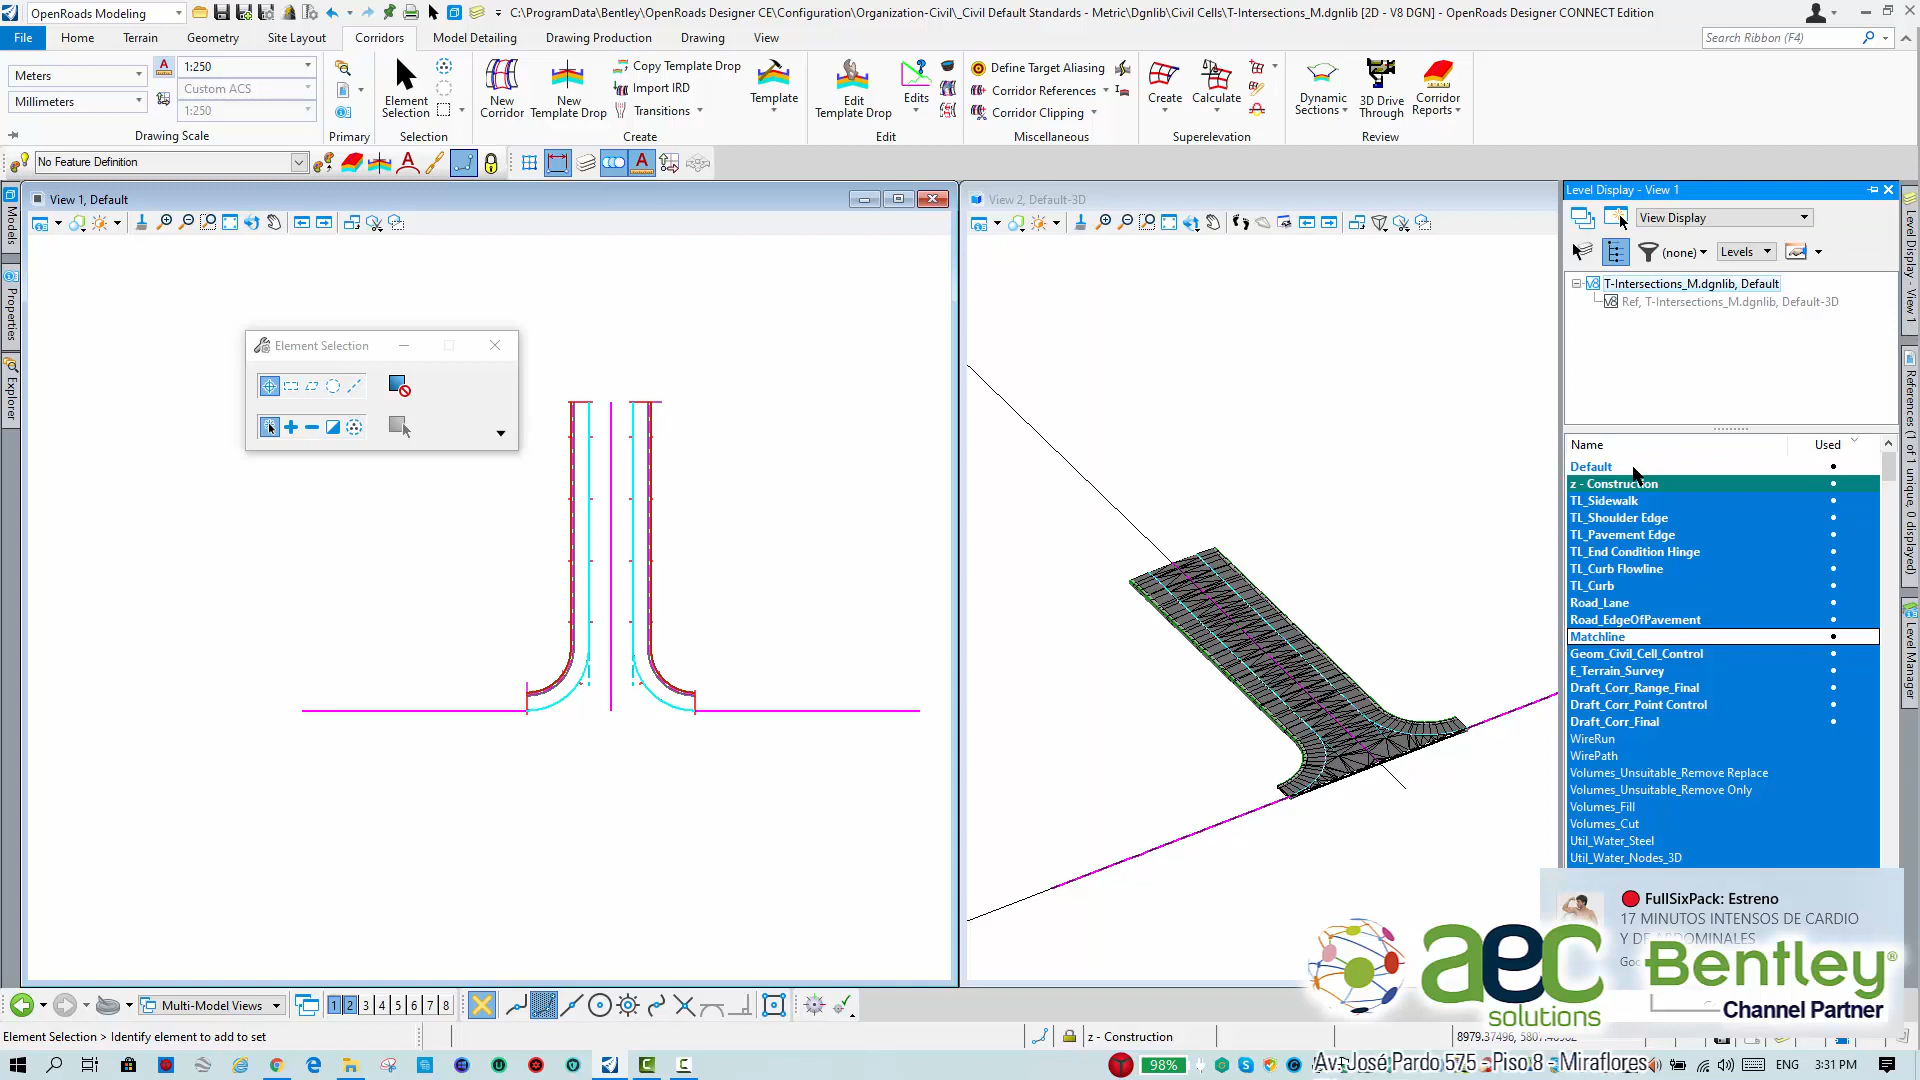 OpenRoads Modeling
C:\ProgramData\Bentley\OpenRoads Designer CE\Configuration\Organization-Civil\_Civil Default Standards - Metric\Dgnlib\Civil Cells\T-Intersections_M.dgnlib [2D - V8 DGN] - OpenRoads Designer CONNECT Edition
File Home Terrain Geometry Site Layout Corridors Model Detailing Drawing Production Drawing View
Search Ribbon (F4)
Meters
Millimeters
1:250
Custom ACS
1:250
Drawing Scale
Primary
Element Selection
Selection
New Corridor
New Template Drop
Copy Template Drop
Import IRD
Transitions
Template
Create
Edit Template Drop
Edits
Edit
Define Target Aliasing
Corridor References
Corridor Clipping
Miscellaneous
Create
Calculate
Superelevation
Dynamic Sections
3D Drive Through
Corridor Reports
Review
No Feature Definition
Models
Properties
Explorer
View 1, Default
View 2, Default-3D
Element Selection
Level Display - View 1
View Display
(none)
Levels
T-Intersections_M.dgnlib, Default
Ref, T-Intersections_M.dgnlib, Default-3D
Name Used
Default
z - Construction
TL_Sidewalk
TL_Shoulder Edge
TL_Pavement Edge
TL_End Condition Hinge
TL_Curb Flowline
TL_Curb
Road_Lane
Road_EdgeOfPavement
Matchline
Geom_Civil_Cell_Control
E_Terrain_Survey
Draft_Corr_Range_Final
Draft_Corr_Point Control
Draft_Corr_Final
WireRun
WirePath
Volumes_Unsuitable_Remove Replace
Volumes_Unsuitable_Remove Only
Volumes_Fill
Volumes_Cut
Util_Water_Steel
Util_Water_Nodes_3D
Level Display - View 1
References (1 of 1 unique, 0 displayed)
Level Manager
FullSixPack: Estreno
17 MINUTOS INTENSOS DE CARDIO
Y DE ABDOMINALES
aec
solutions
Bentley®
Channel Partner
Multi-Model Views
1 2 3 4 5 6 7 8
Element Selection > Identify element to add to set
z - Construction
98%
Av. José Pardo 575 - Piso 8 - Miraflores
ENG
3:31 PM